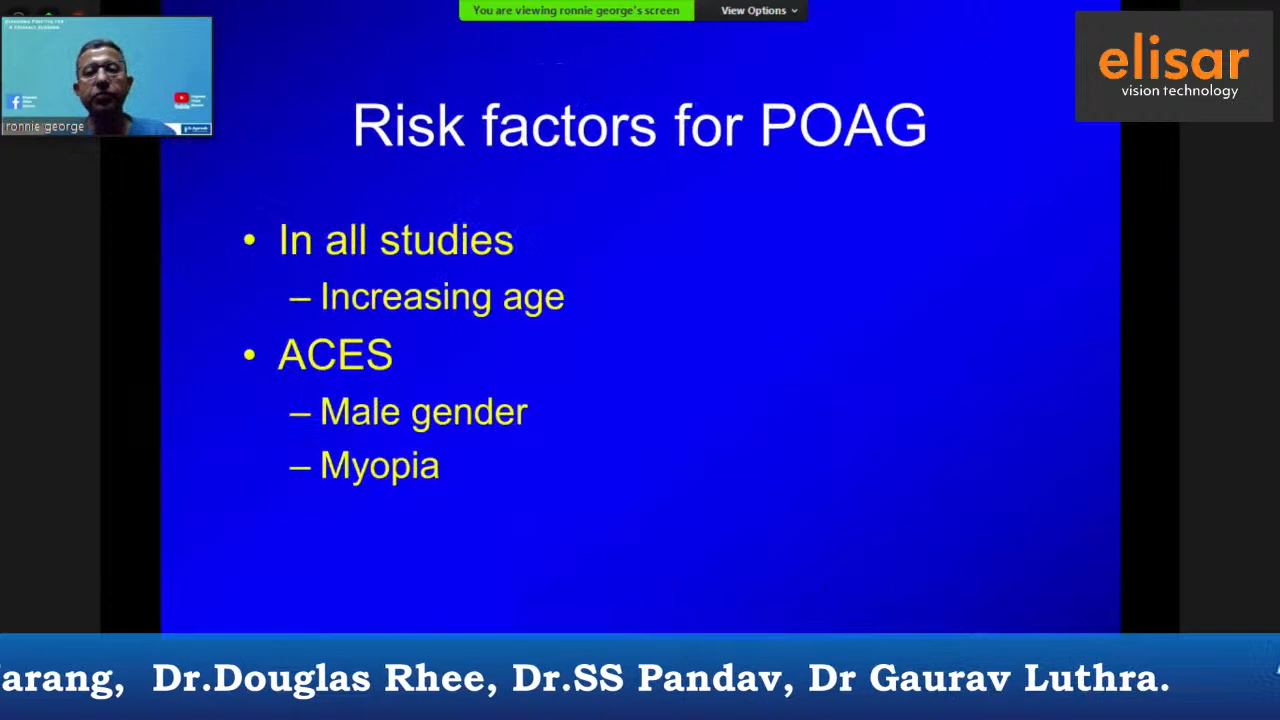 You are viewing ronnie george's screen
View Options
elisar
vision technology
ronnie george
Risk factors for POAG
• In all studies
– Increasing age
• ACES
– Male gender
– Myopia
Dr.Douglas Rhee, Dr.SS Pandav, Dr Gaurav Luthra.